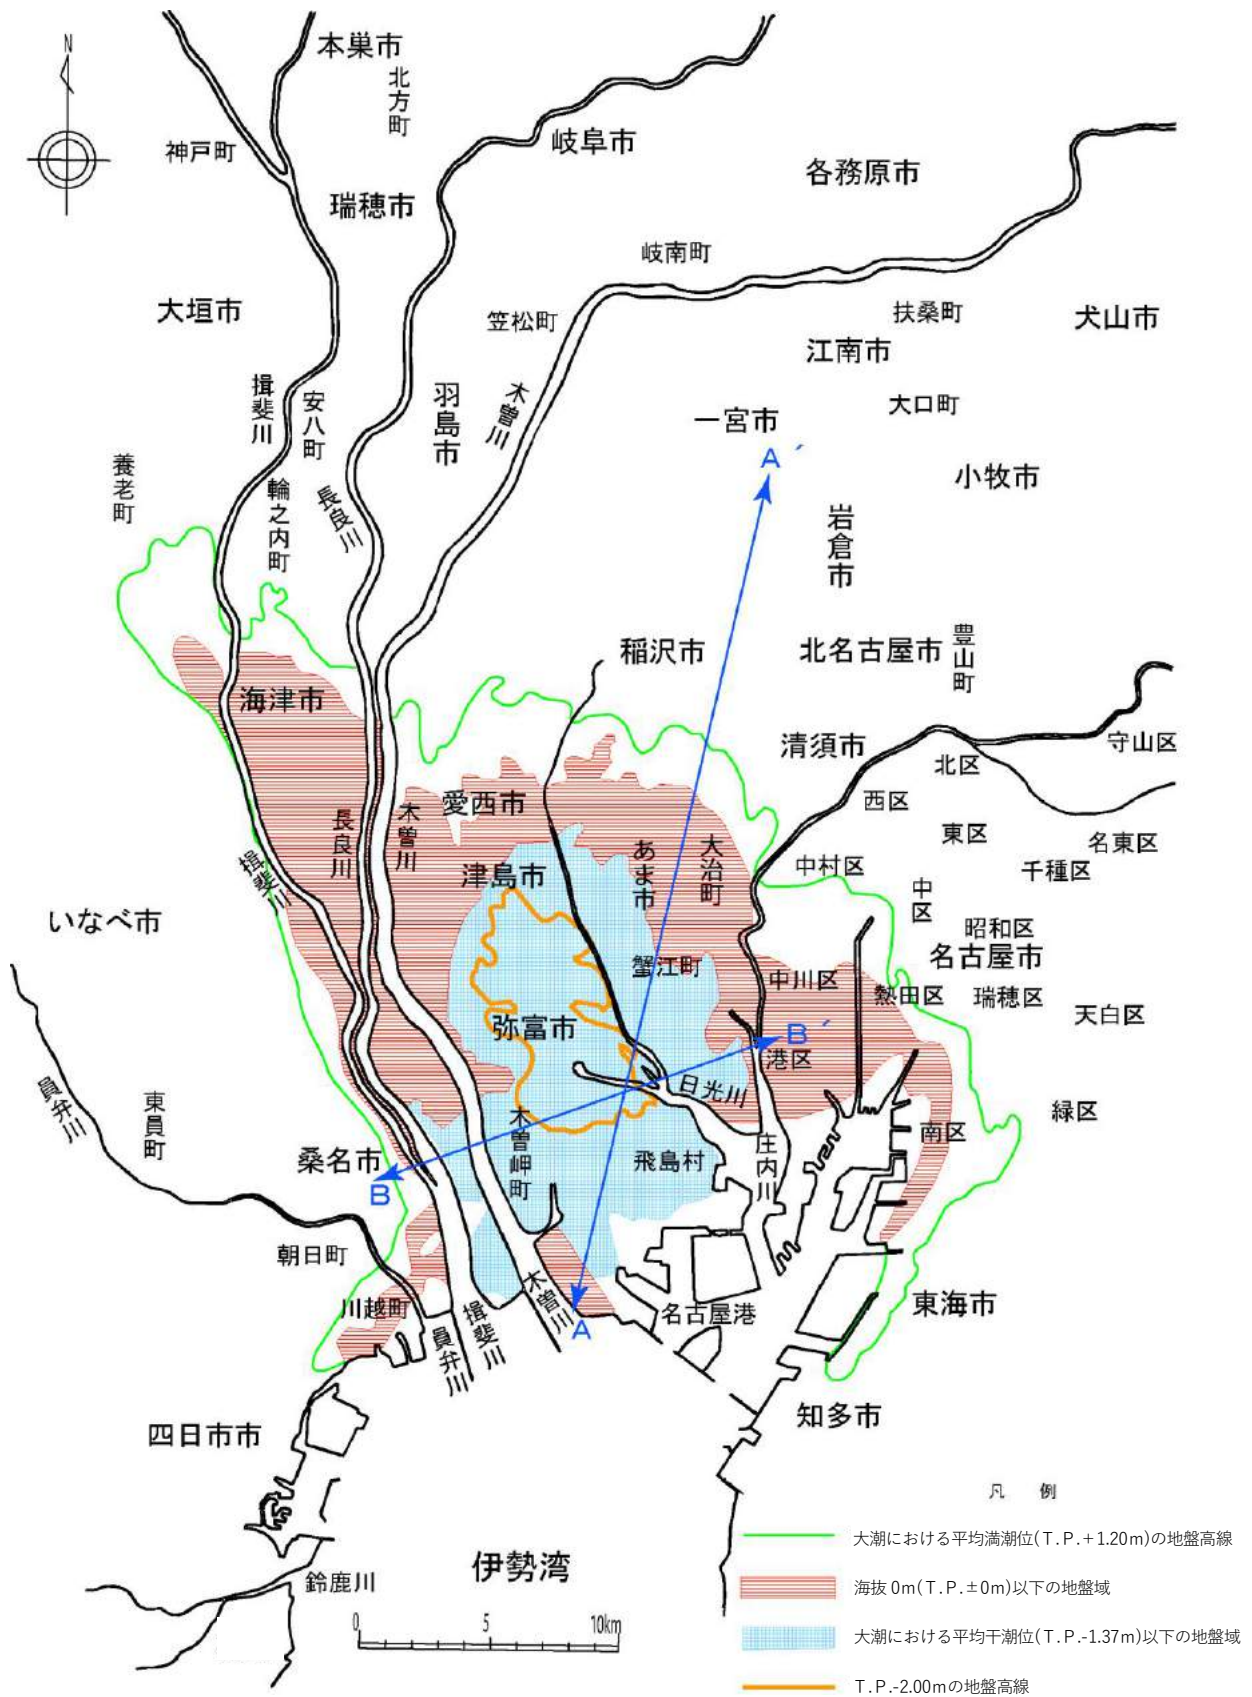 N
本巣市
北方町
神戸町
岐阜市
各務原市
瑞穂市
岐南町
大垣市
笠松町
扶桑町
犬山市
江南市
揖斐川
安八町
羽島市
木曽川
大口町
一宮市
A´
養老町
輪之内町
長良川
小牧市
岩倉市
稲沢市
北名古屋市
豊山町
海津市
清須市
守山区
北区
愛西市
木曽川
長良川
西区
東区
名東区
大治町
あま市
津島市
揖斐川
中村区
千種区
中区
いなべ市
昭和区
名古屋市
蟹江町
中川区
熱田区
瑞穂区
天白区
弥富市
B´
港区
員弁川
東員町
日光川
緑区
木曽岬町
南区
桑名市
飛島村
庄内川
B
朝日町
川越町
木曽川
A
名古屋港
東海市
揖斐川
員弁川
四日市市
知多市
伊勢湾
鈴鹿川
0 5 10km
凡 例
大潮における平均満潮位(T.P.+1.20m)の地盤高線
海抜0m(T.P.±0m)以下の地盤域
大潮における平均干潮位(T.P.-1.37m)以下の地盤域
T.P.-2.00mの地盤高線